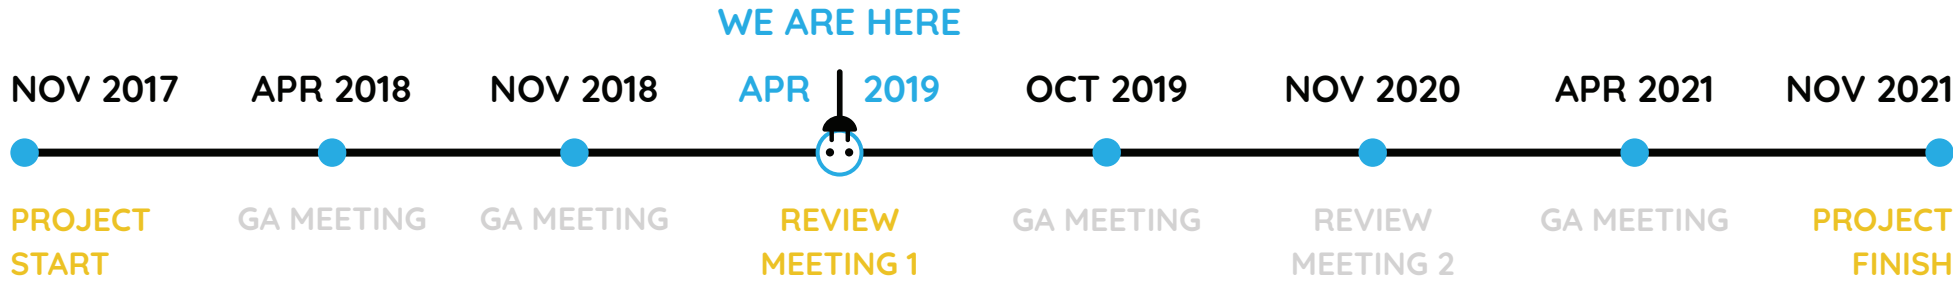 WE ARE HERE
NOV 2017 APR 2018 NOV 2018 APR 2019 OCT 2019 NOV 2020 APR 2021 NOV 2021
PROJECT GA MEETING GA MEETING REVIEW GA MEETING REVIEW GA MEETING PROJECT
START MEETING 1 MEETING 2 FINISH